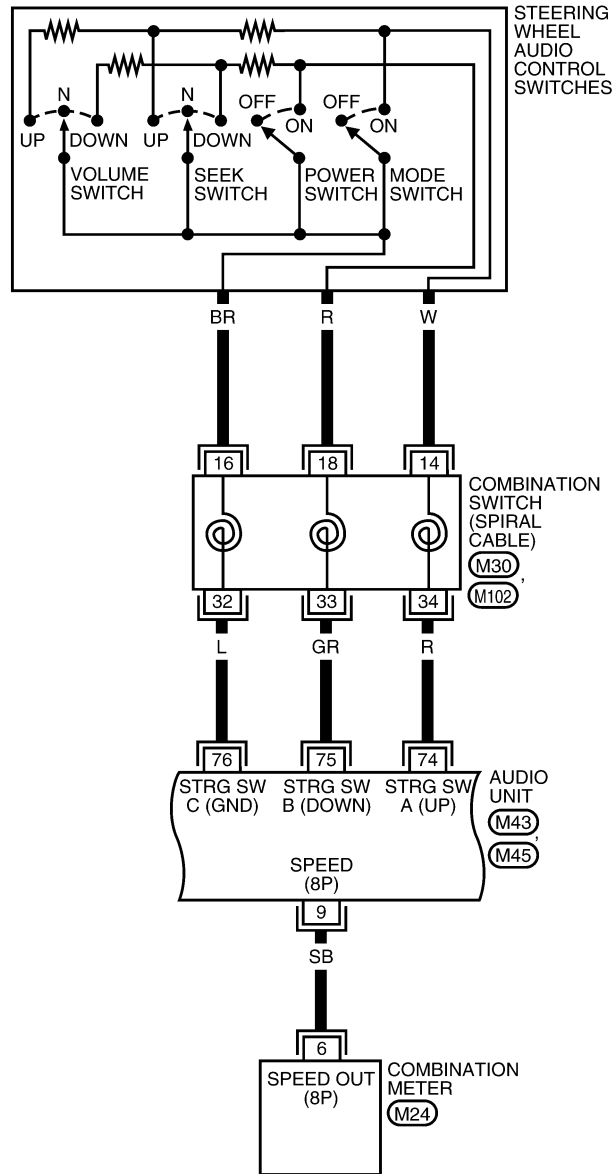 STEERING
WHEEL
AUDIO
CONTROL
SWITCHES
N
N
OFF
ON
OFF
ON
UP
DOWN
UP
DOWN
VOLUME
SWITCH
SEEK
SWITCH
POWER
SWITCH
MODE
SWITCH
BR
R
W
16
18
14
COMBINATION
SWITCH
(SPIRAL
CABLE)
M30
,
M102
32
33
34
L
GR
R
76
75
74
STRG SW
C (GND)
STRG SW
B (DOWN)
STRG SW
A (UP)
AUDIO
UNIT
M43
,
M45
SPEED
(8P)
9
SB
6
SPEED OUT
(8P)
COMBINATION
METER
M24